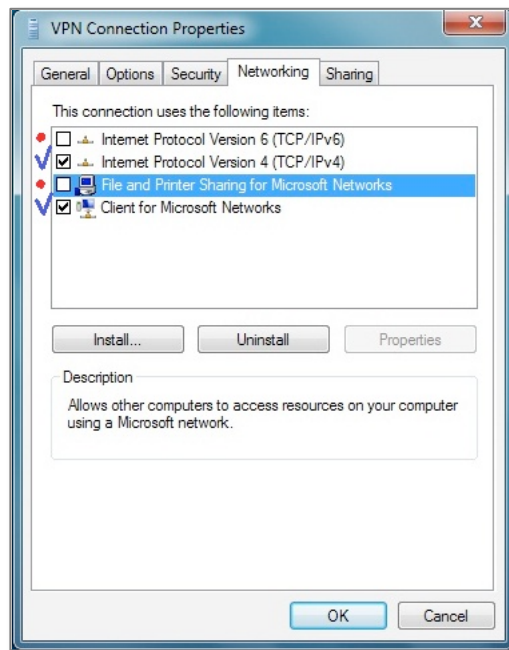 VPN Connection Properties
General Options Security Networking Sharing
This connection uses the following items:
Internet Protocol Version 6 (TCP/IPv6)
Internet Protocol Version 4 (TCP/IPv4)
File and Printer Sharing for Microsoft Networks
Client for Microsoft Networks
Install... Uninstall Properties
Description
Allows other computers to access resources on your computer
using a Microsoft network.
OK Cancel